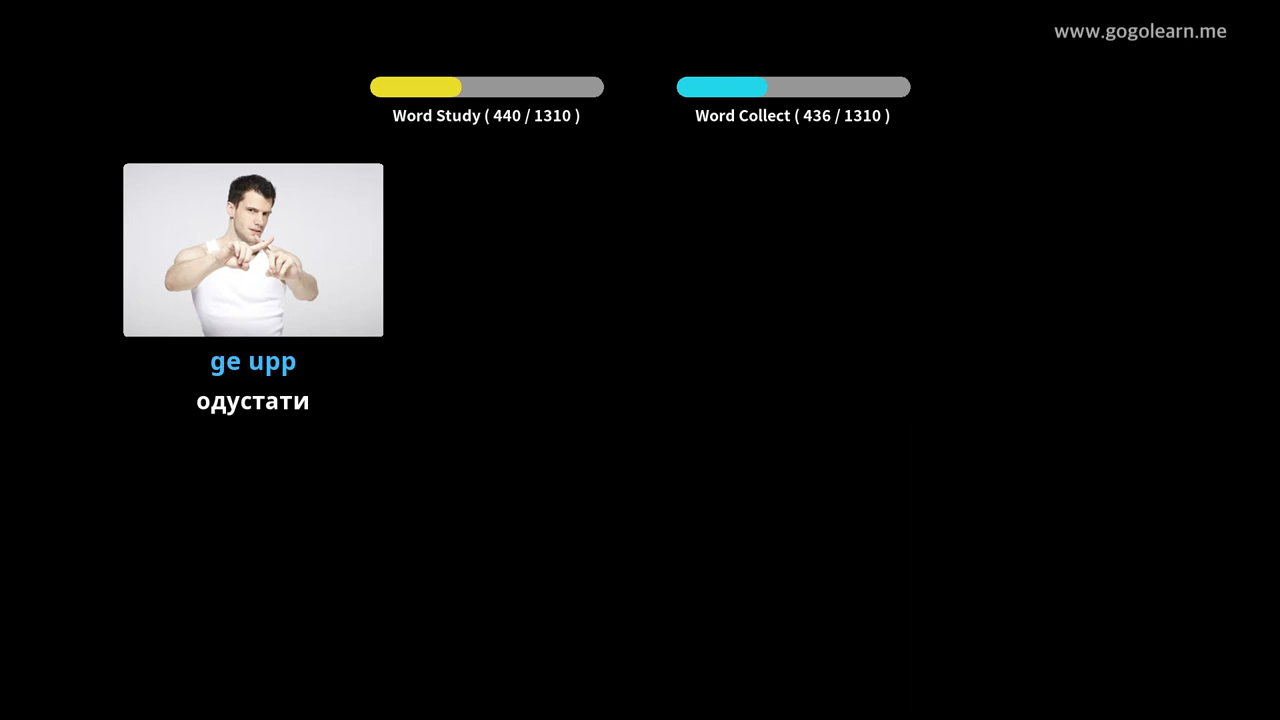 www.gogolearn.me
Word Study ( 440 / 1310 )
Word Collect ( 436 / 1310 )
ge upp
одустати